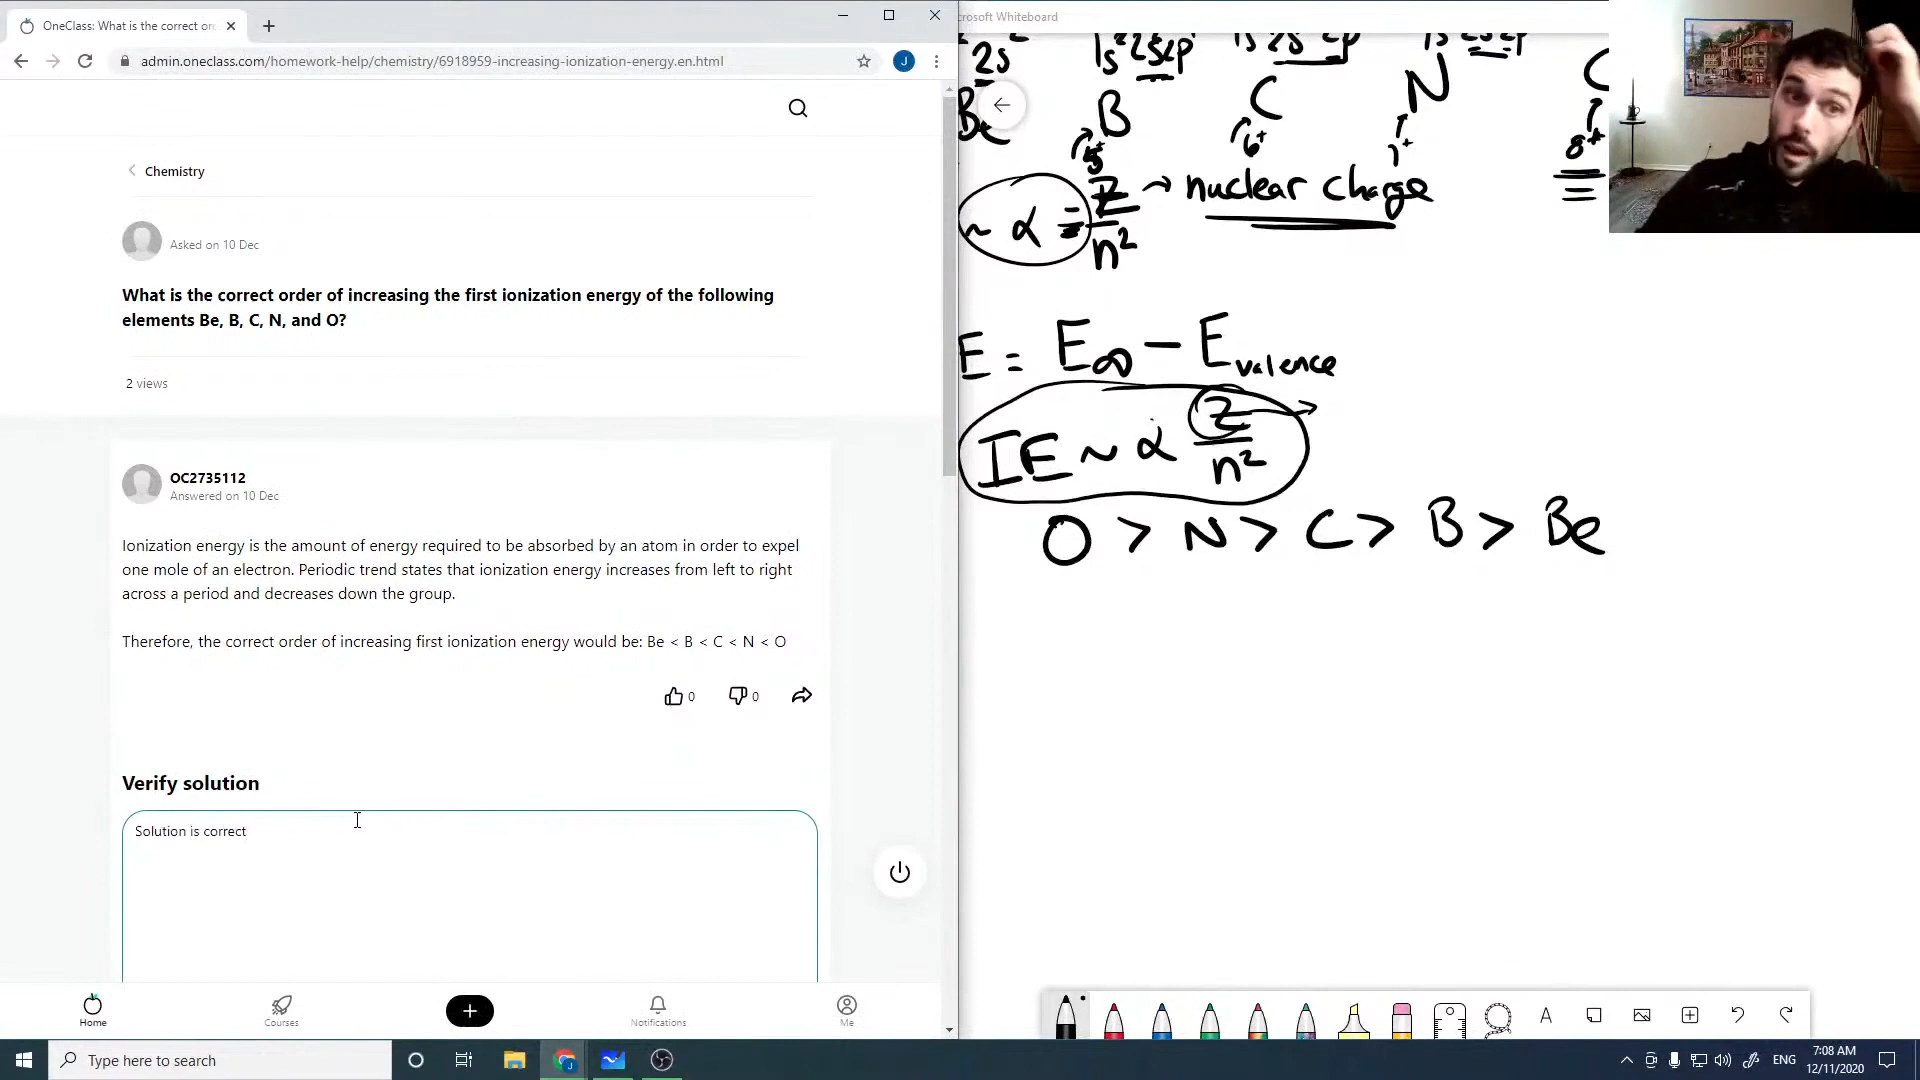 OneClass: What is the correct or
admin.oneclass.com/homework-help/chemistry/6918959-increasing-ionization-energy.en.html
J
Chemistry
Asked on 10 Dec
What is the correct order of increasing the first ionization energy of the following
elements Be, B, C, N, and O?
2 views
OC2735112
Answered on 10 Dec
Ionization energy is the amount of energy required to be absorbed by an atom in order to expel
one mole of an electron. Periodic trend states that ionization energy increases from left to right
across a period and decreases down the group.
Therefore, the correct order of increasing first ionization energy would be: Be < B < C < N < O
0
0
Verify solution
Solution is correct
Home
Courses
Notifications
Me
crosoft Whiteboard
2s²
Be B C N
6+
8+
~ α = Z/n² → nuclear charge
E = E∞ - Evalence
IE ~ α Z/n²
O > N > C > B > Be
A
Type here to search
ENG
7:08 AM
12/11/2020